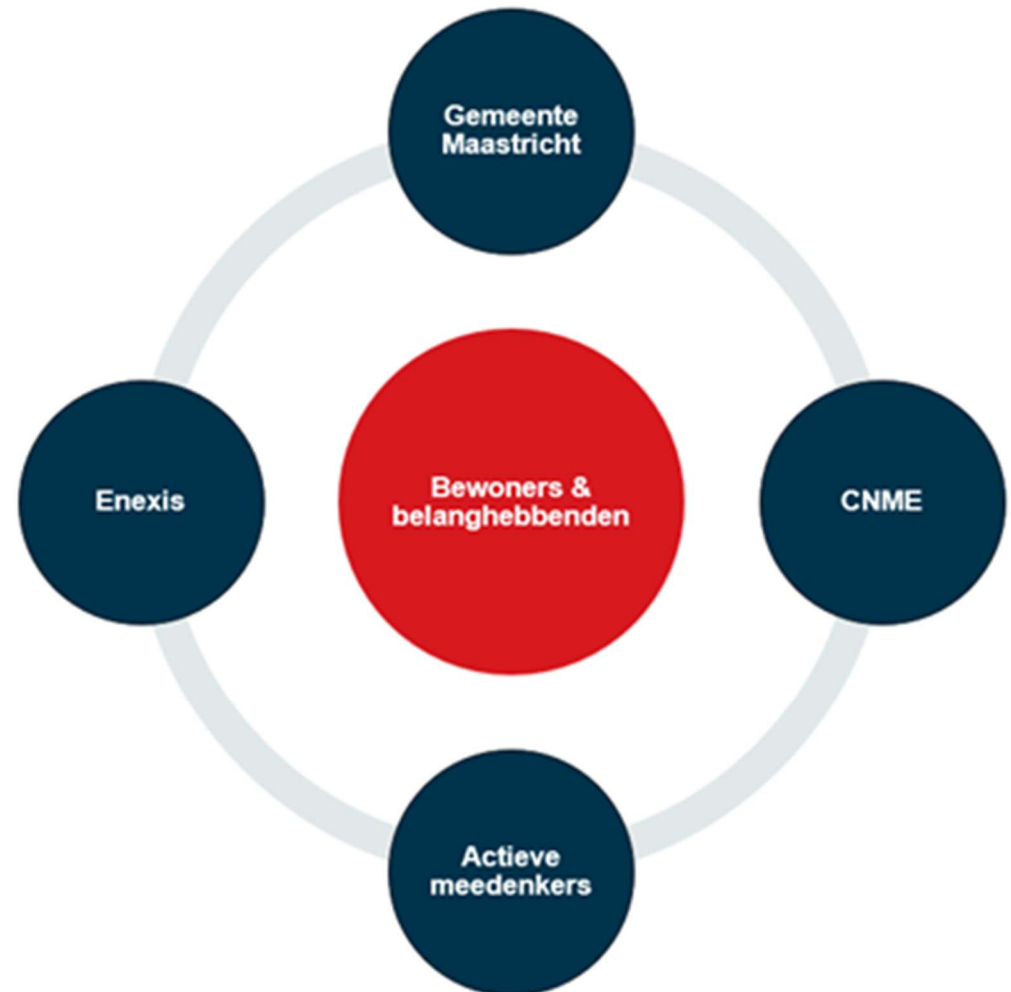 Gemeente
Maastricht
Enexis
Bewoners &
belanghebbenden
CNME
Actieve
meedenkers